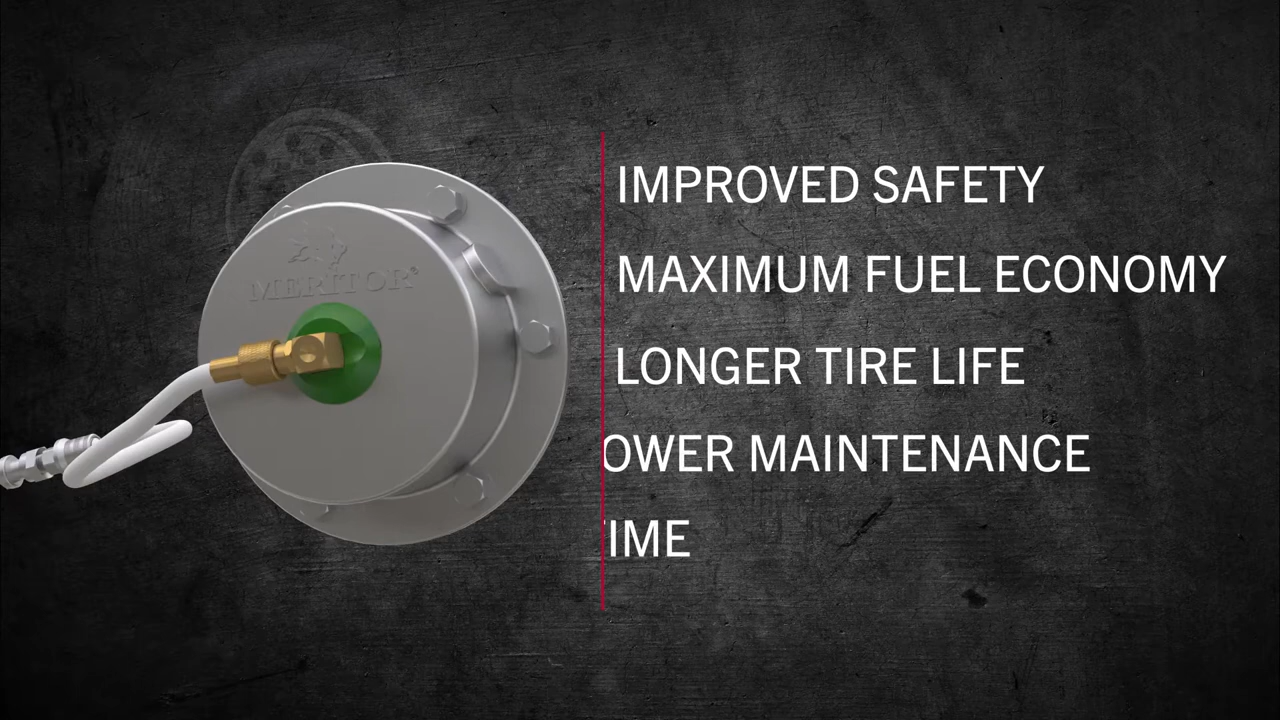 MERITOR®
IMPROVED SAFETY
MAXIMUM FUEL ECONOMY
LONGER TIRE LIFE
OWER MAINTENANCE
IME